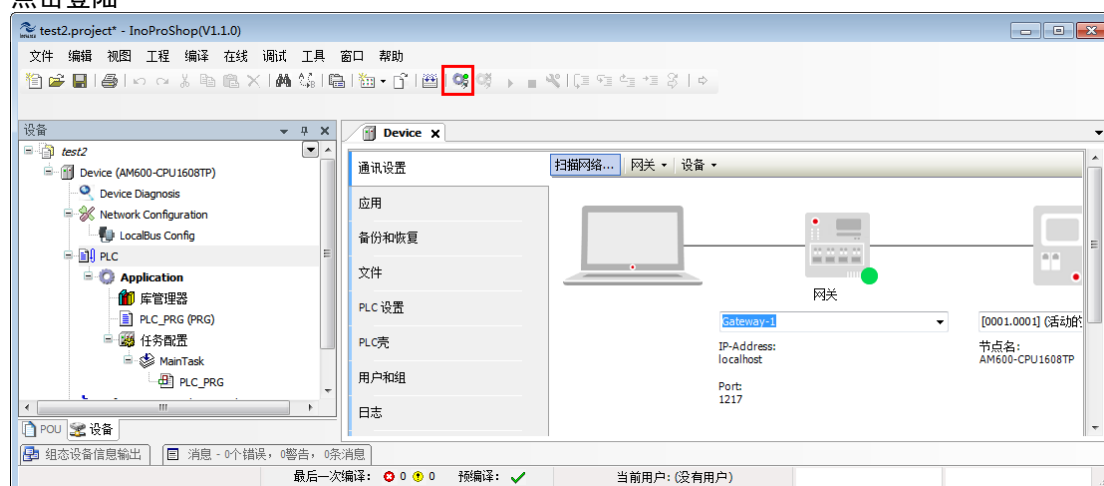 点击登陆
test2.project* - InoProShop(V1.1.0)
文件 编辑 视图 工程 编译 在线 调试 工具 窗口 帮助
设备
Device
test2
Device (AM600-CPU1608TP)
Device Diagnosis
Network Configuration
LocalBus Config
PLC
Application
库管理器
PLC_PRG (PRG)
任务配置
MainTask
PLC_PRG
POU 设备
通讯设置
应用
备份和恢复
文件
PLC 设置
PLC壳
用户和组
日志
扫描网络... 网关 设备
网关
Gateway-1
IP-Address:
localhost
Port:
1217
[0001.0001] (活动的
节点名:
AM600-CPU1608TP
组态设备信息输出 消息 - 0个错误，0警告，0条消息
最后一次编译： 0 0 预编译： 当前用户：(没有用户)